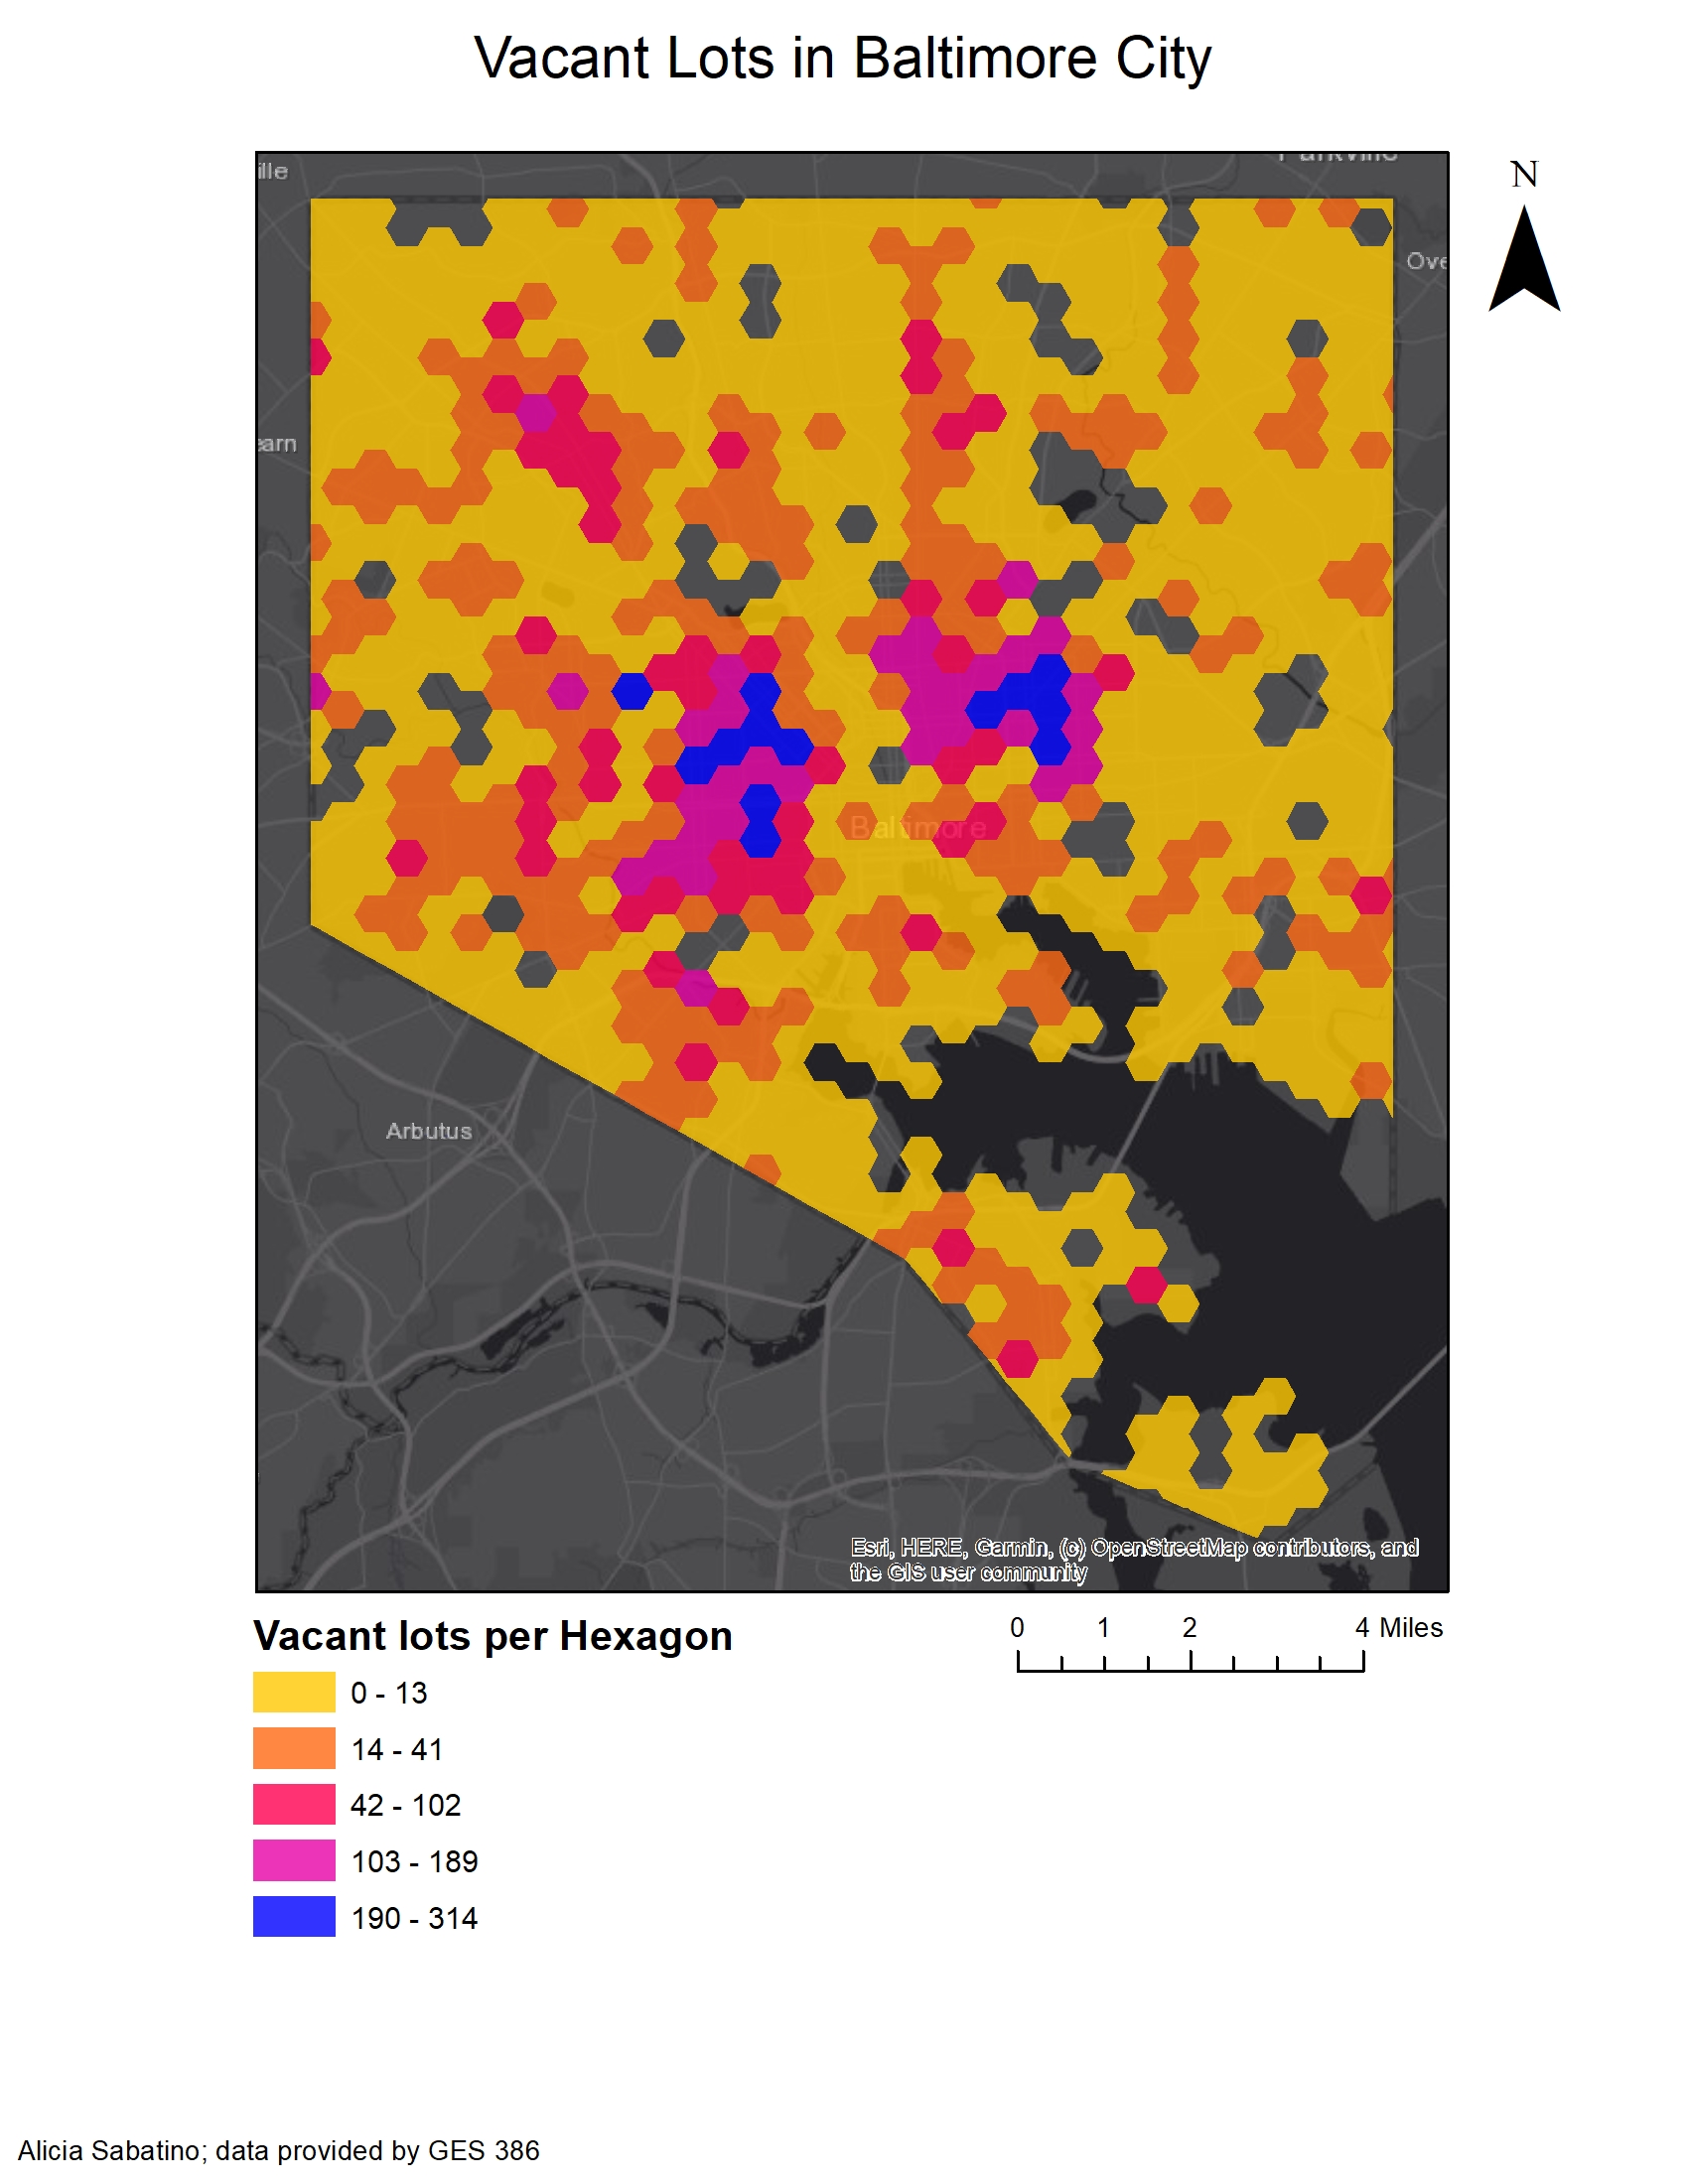 Vacant Lots in Baltimore City
ille
N
Ove
earn
Baltimore
Arbutus
Esri, HERE, Garmin, (c) OpenStreetMap contributors, and
the GIS user community
Vacant lots per Hexagon
0 1 2 4 Miles
0 - 13
14 - 41
42 - 102
103 - 189
190 - 314
Alicia Sabatino; data provided by GES 386